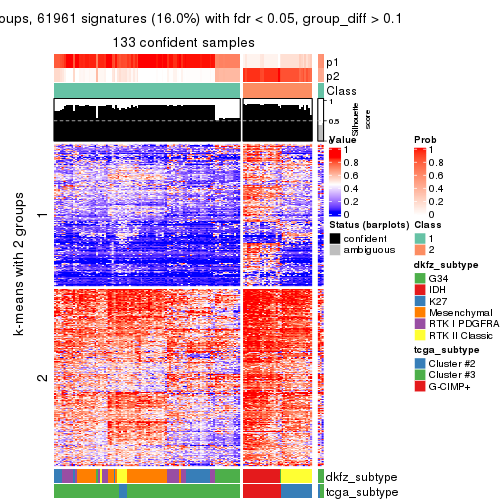 oups, 61961 signatures (16.0%) with fdr < 0.05, group_diff > 0.1
133 confident samples
p1
p2
Class
1
0.5
0
Silhouette
score
k-means with 2 groups
1
2
Value
1
0.8
0.6
0.4
0.2
0
Prob
1
0.8
0.6
0.4
0.2
0
Status (barplots)
confident
ambiguous
Class
1
2
dkfz_subtype
G34
IDH
K27
Mesenchymal
RTK I PDGFRA
RTK II Classic
tcga_subtype
Cluster #2
Cluster #3
G-CIMP+
dkfz_subtype
tcga_subtype